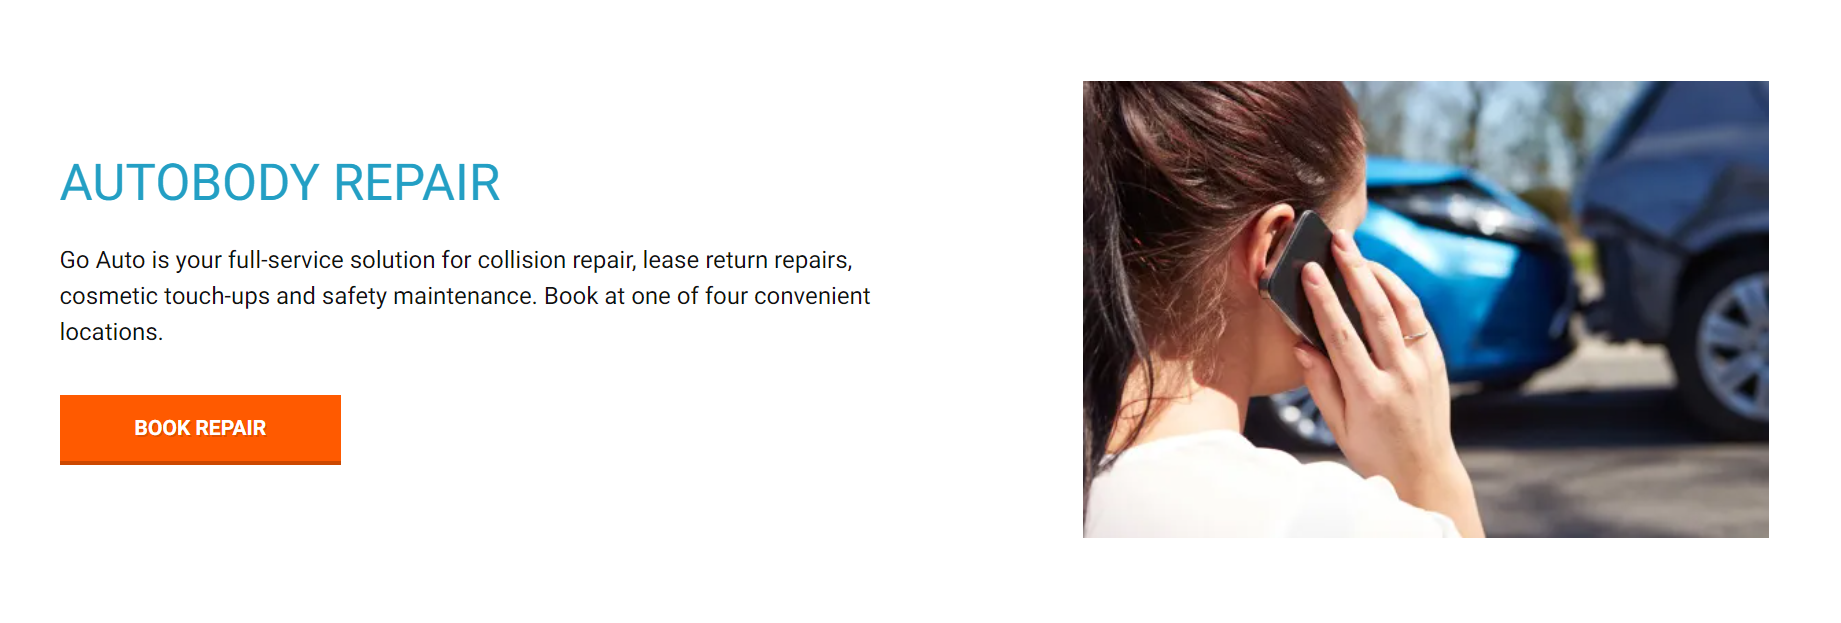 AUTOBODY REPAIR
Go Auto is your full-service solution for collision repair, lease return repairs,
cosmetic touch-ups and safety maintenance. Book at one of four convenient
locations.
BOOK REPAIR